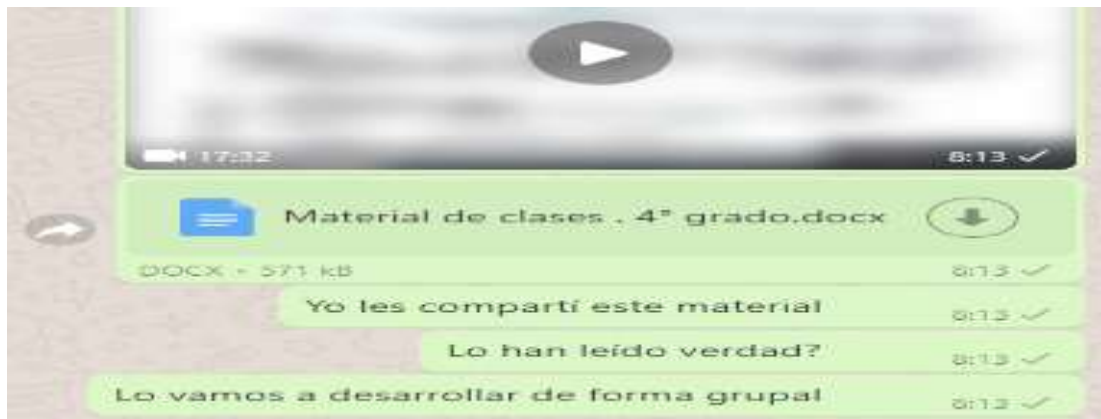 17:32 8:13
Material de clases . 4° grado.docx
DOCX • 571 kB 8:13
Yo les compartí este material 8:13
Lo han leído verdad? 8:13
Lo vamos a desarrollar de forma grupal 8:13